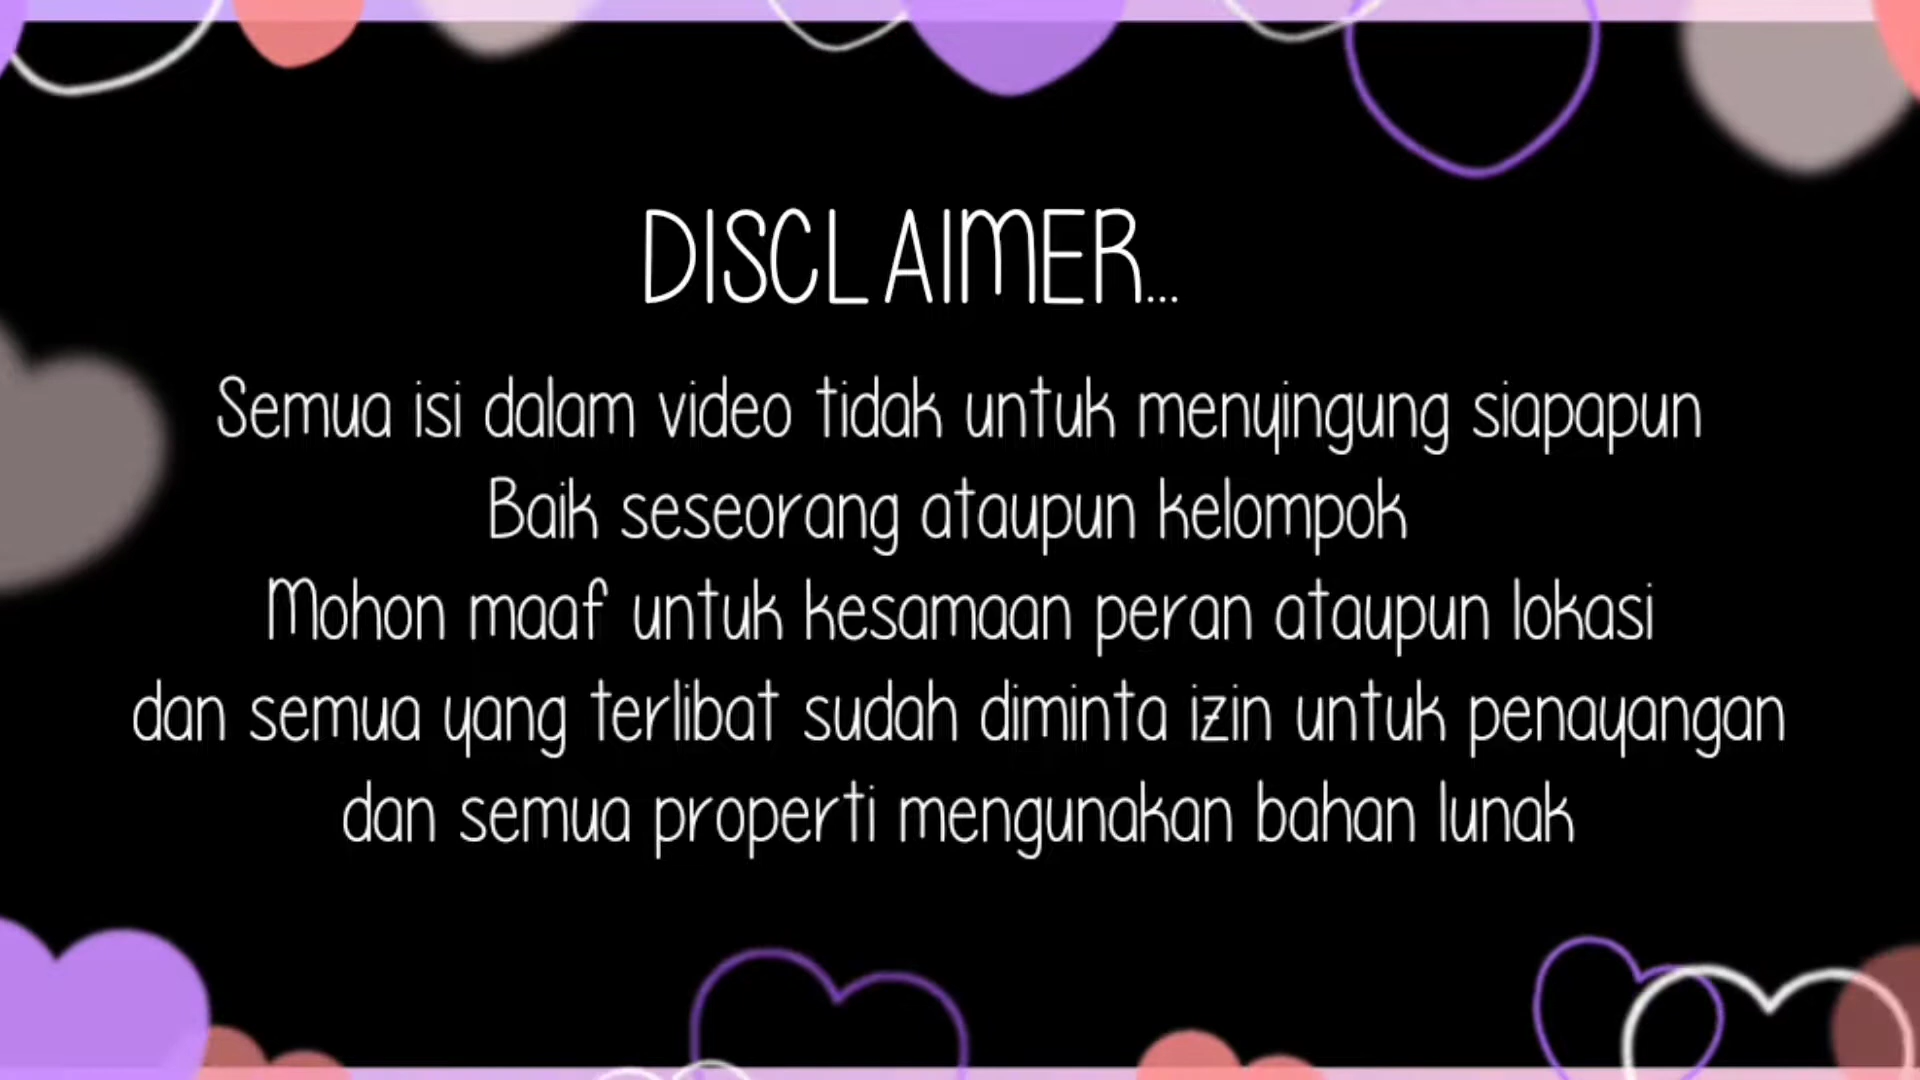 DISCLAIMER...
Semua isi dalam video tidak untuk menyingung siapapun
Baik seseorang ataupun kelompok
Mohon maaf untuk kesamaan peran ataupun lokasi
dan semua yang terlibat sudah diminta izin untuk penayangan
dan semua properti mengunakan bahan lunak